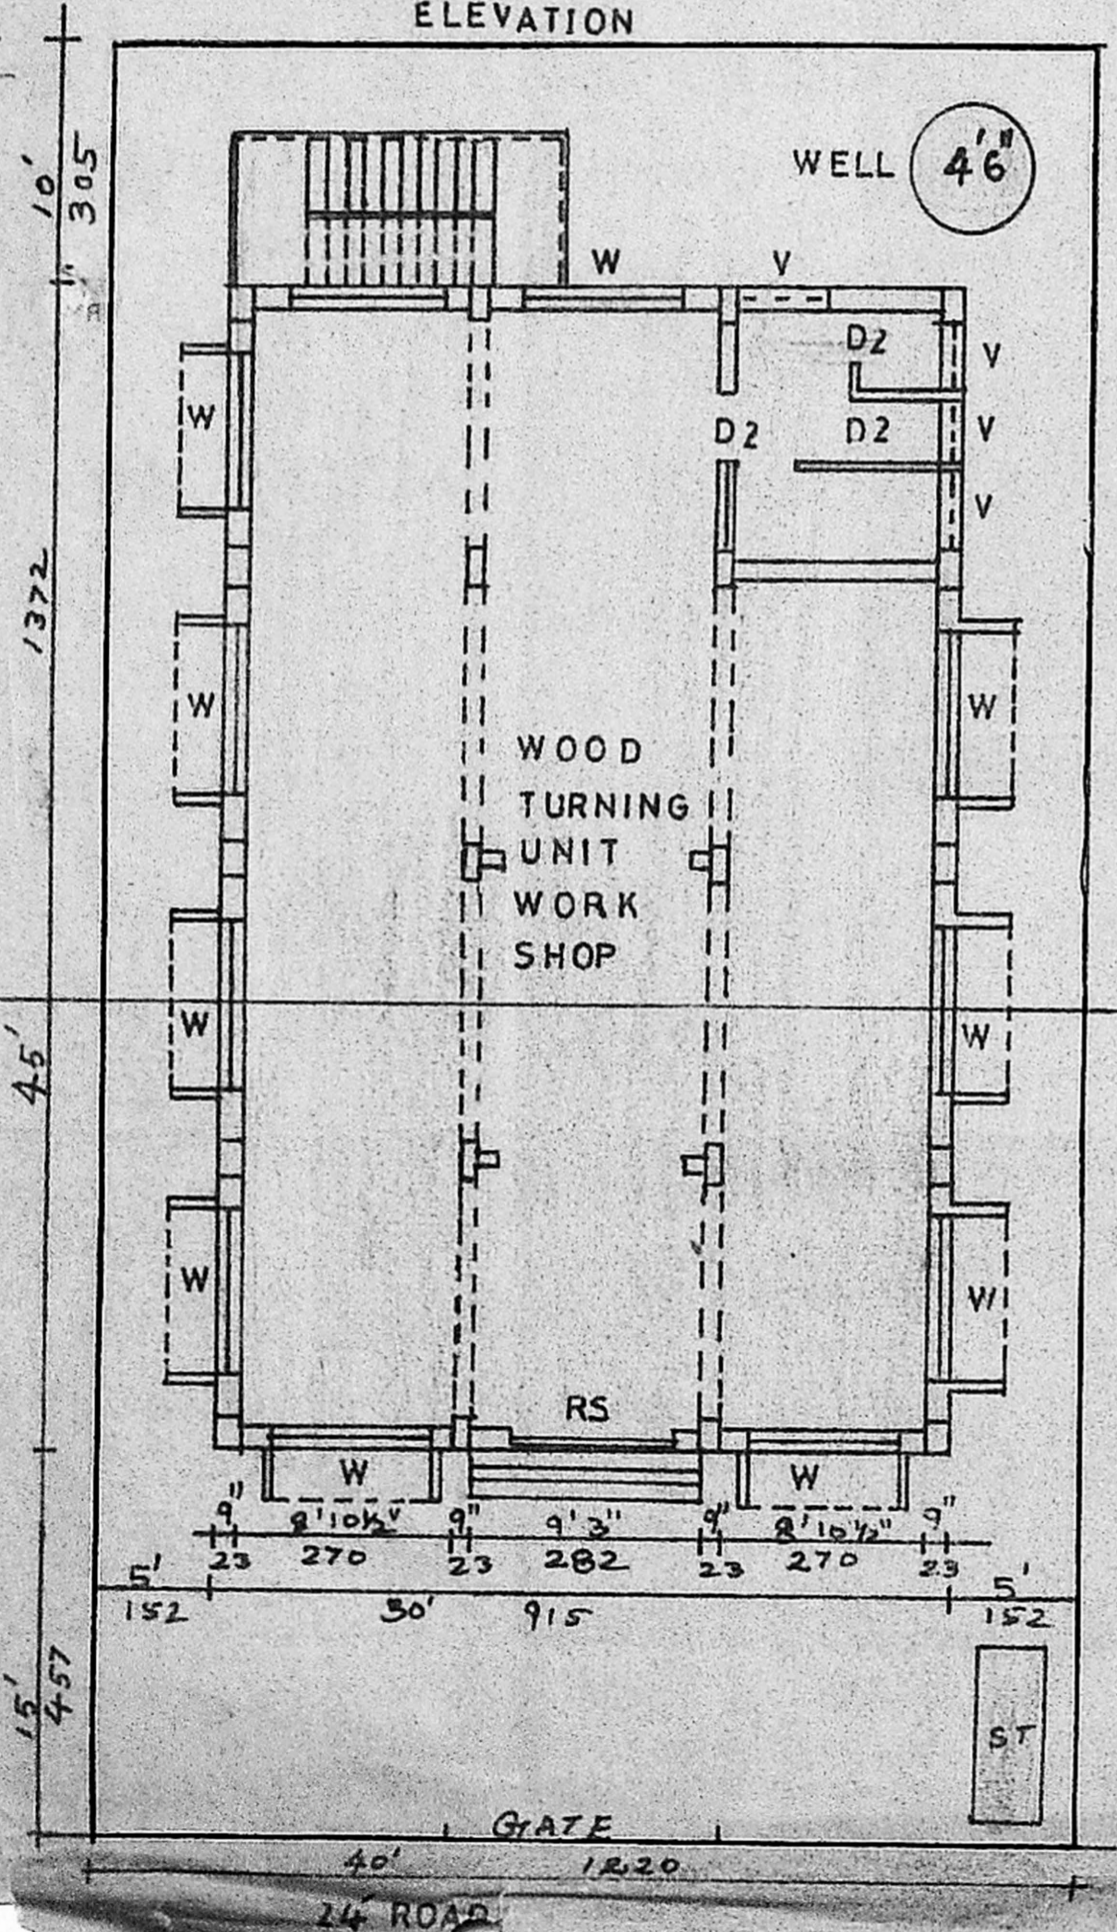 ELEVATION
10'
305
WELL 4'6"
W V
D2 V
W D2 D2 V
V
1372
W W
WOOD
TURNING
UNIT
WORK
SHOP
45'
W W
W W
RS
W W
9" 8'10½" 9" 9'3" 9" 8'10½" 9"
23 270 23 282 23 270 23
5' 5'
152 30' 915 152
15'
457
ST
GATE
40' 1220
24' ROAD